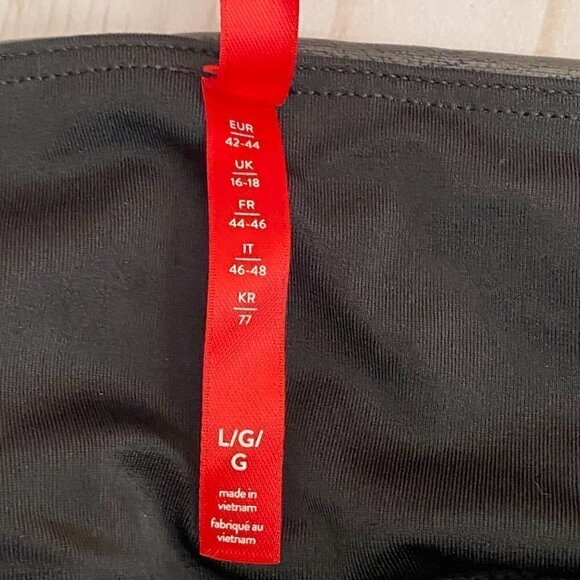 EUR
42-44
UK
16-18
FR
44-46
IT
46-48
KR
77
L/G/
G
made in
vietnam
fabriqué au
vietnam